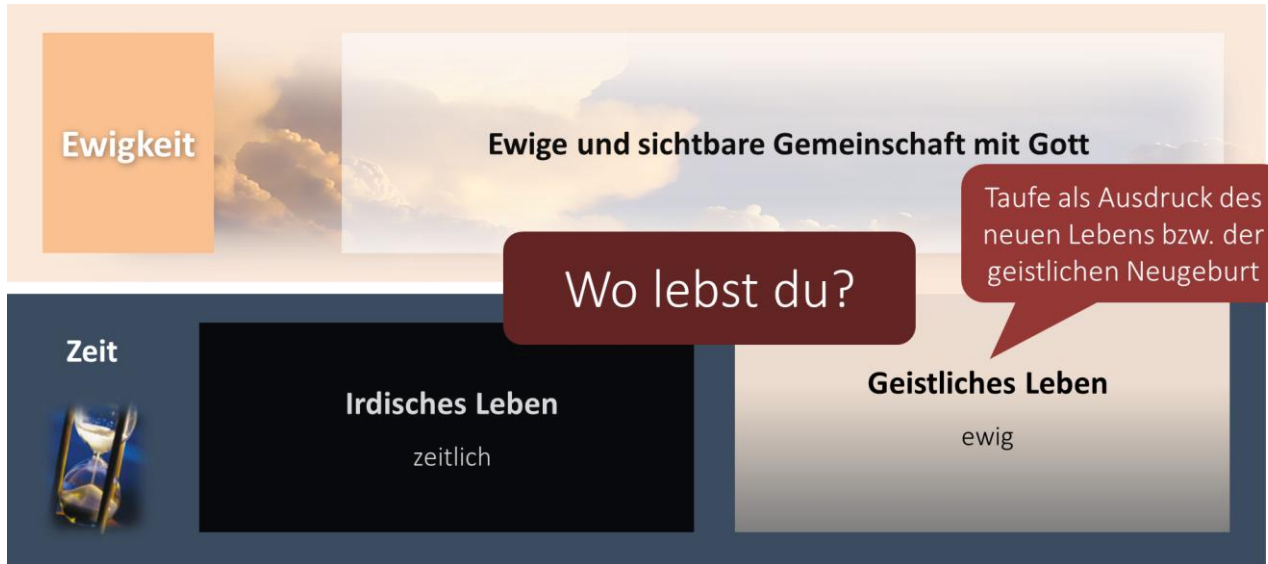 Ewigkeit
Ewige und sichtbare Gemeinschaft mit Gott
Taufe als Ausdruck des
neuen Lebens bzw. der
geistlichen Neugeburt
Wo lebst du?
Zeit
Irdisches Leben
zeitlich
Geistliches Leben
ewig